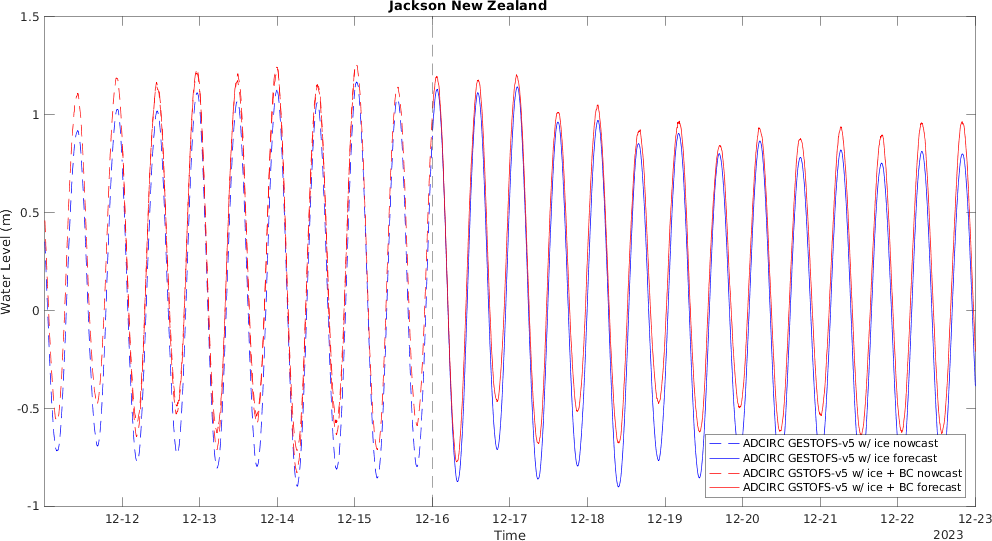 Jackson New Zealand
1.5
1
0.5
0
-0.5
-1
Water Level (m)
12-12
12-13
12-14
12-15
12-16
12-17
12-18
12-19
12-20
12-21
12-22
12-23
Time
2023
ADCIRC GESTOFS-v5 w/ ice nowcast
ADCIRC GESTOFS-v5 w/ ice forecast
ADCIRC GSTOFS-v5 w/ ice + BC nowcast
ADCIRC GSTOFS-v5 w/ ice + BC forecast